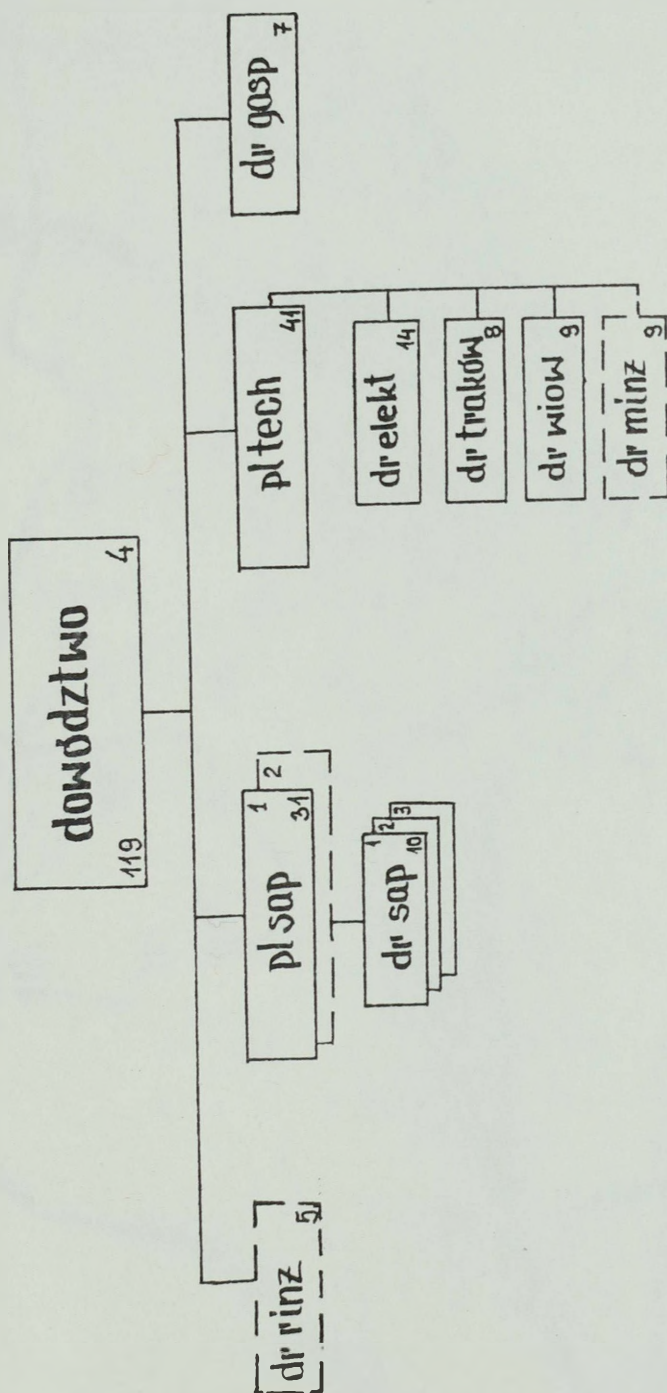 dowództwo
119
4
dr rinz
5
pl sap
1
31
2
dr sap
1
10
2
3
pl tech
41
dr elekt
14
dr traków
8
dr wiow
9
dr minz
9
dr gosp
7